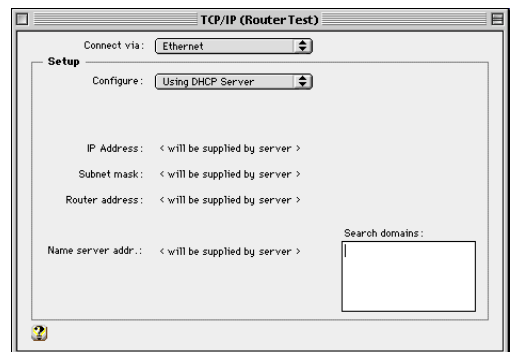 TCP/IP (Router Test)
Connect via: Ethernet
Setup
Configure: Using DHCP Server
IP Address: < will be supplied by server >
Subnet mask: < will be supplied by server >
Router address: < will be supplied by server >
Search domains:
Name server addr.: < will be supplied by server >
?